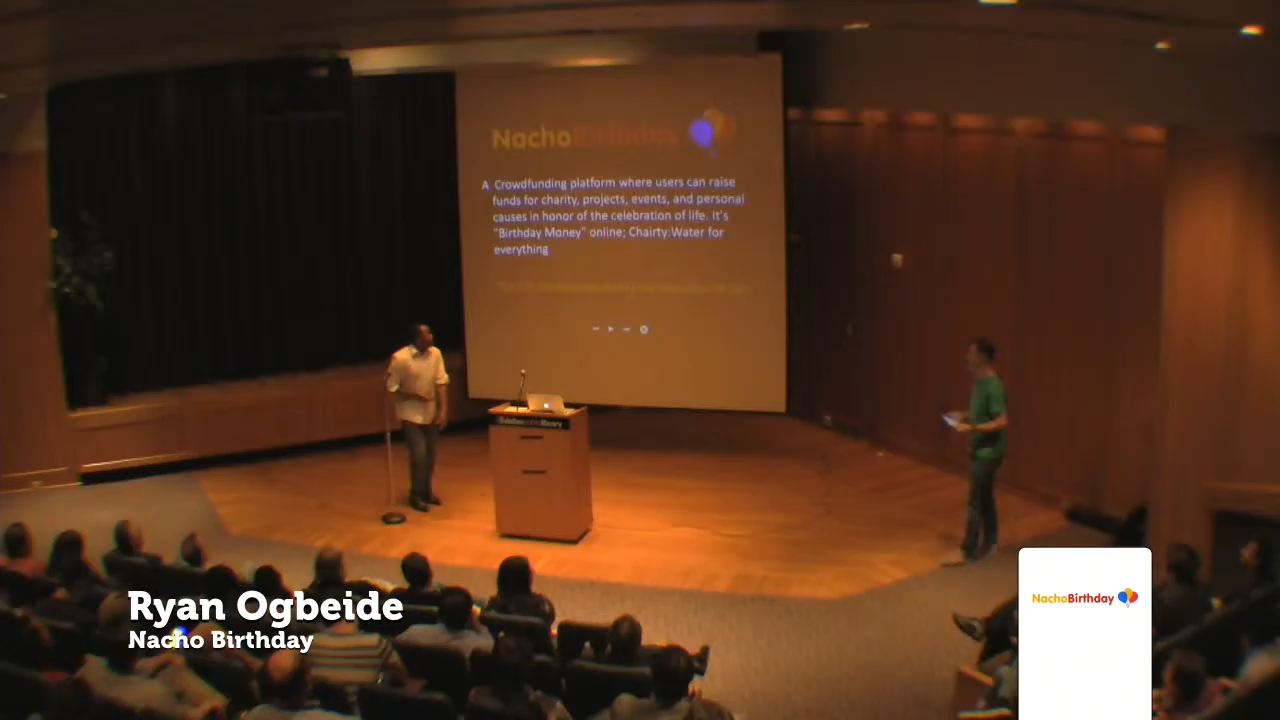 NachoBirthday
A Crowdfunding platform where users can raise
funds for charity, projects, events, and personal
causes in honor of the celebration of life. It's
"Birthday Money" online; Chairty:Water for
everything
Ryan Ogbeide
Nacho Birthday
NachoBirthday